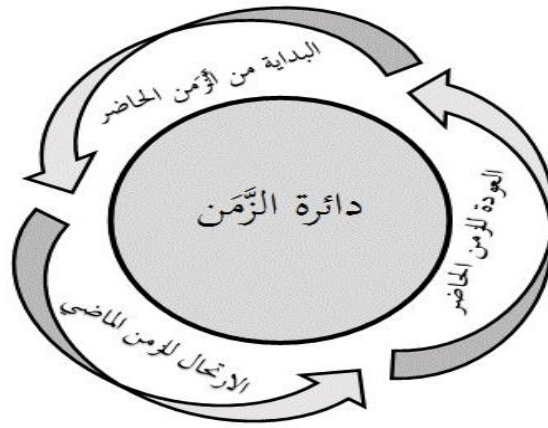 البداية من الزَّمن الحاضر
دائرة الزَّمَن
العودة للزمن الحاضر
الارتحال للزمن الماضي